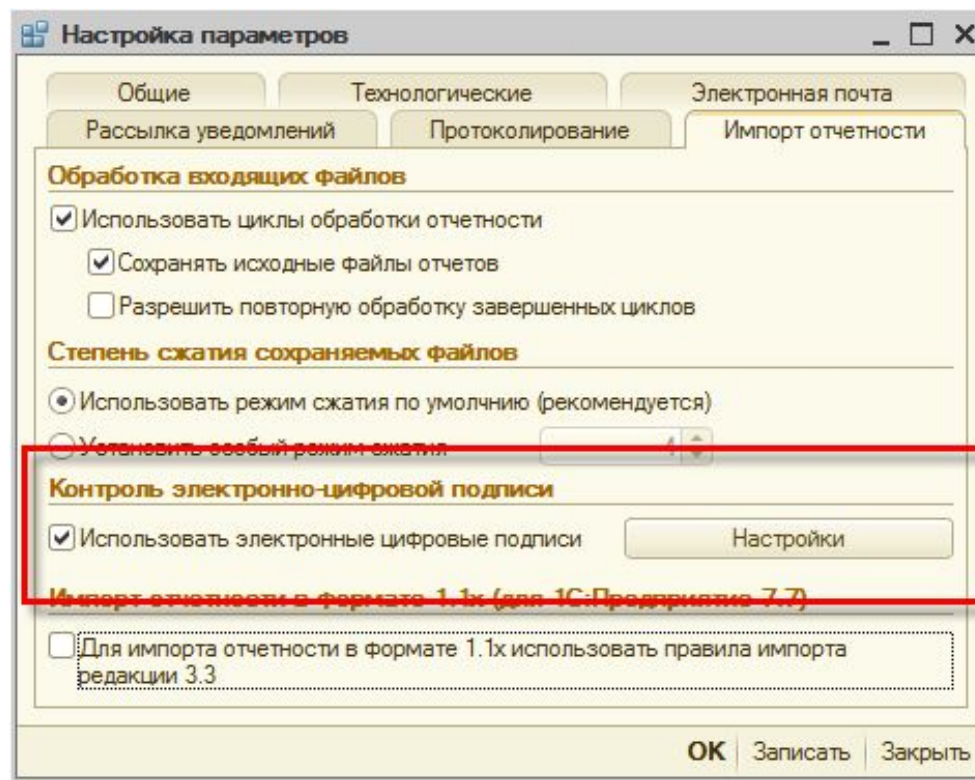 Настройка параметров
Общие Технологические Электронная почта
Рассылка уведомлений Протоколирование Импорт отчетности
Обработка входящих файлов
Использовать циклы обработки отчетности
Сохранять исходные файлы отчетов
Разрешить повторную обработку завершенных циклов
Степень сжатия сохраняемых файлов
Использовать режим сжатия по умолчнию (рекомендуется)
Установить особый режим сжатия 4
Контроль электронно-цифровой подписи
Использовать электронные цифровые подписи Настройки
Импорт отчетности в формате 1.1x (для 1С:Предприятие 7.7)
Для импорта отчетности в формате 1.1x использовать правила импорта
редакции 3.3
OK Записать Закрыть